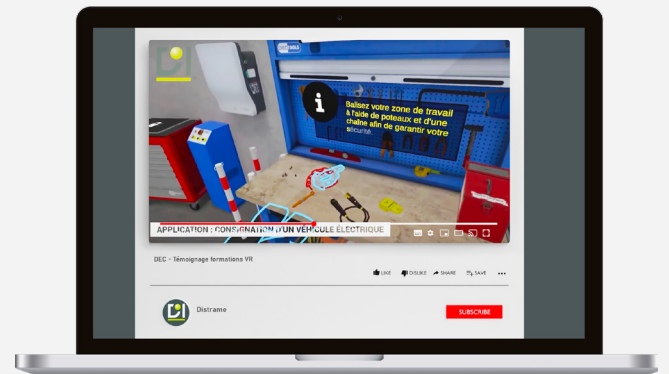 Balisez votre zone de travail
à l'aide de poteaux et d'une
chaîne afin de garantir votre
sécurité.
APPLICATION : CONSIGNATION D'UN VÉHICULE ÉLECTRIQUE
DEC - Témoignage formations VR
LIKE
DISLIKE
SHARE
SAVE
Distrame
SUBSCRIBE